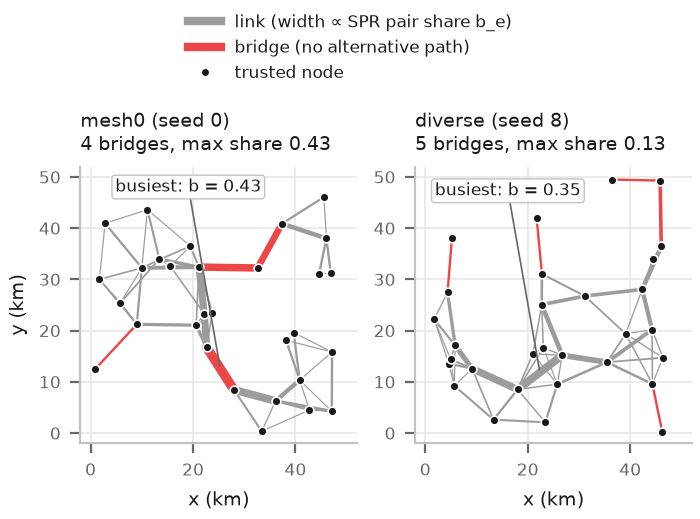 link (width ∝ SPR pair share b_e)
bridge (no alternative path)
trusted node
mesh0 (seed 0)
4 bridges, max share 0.43
diverse (seed 8)
5 bridges, max share 0.13
busiest: b = 0.43
busiest: b = 0.35
50
40
30
20
10
0
y (km)
0
20
40
x (km)
50
40
30
20
10
0
0
20
40
x (km)